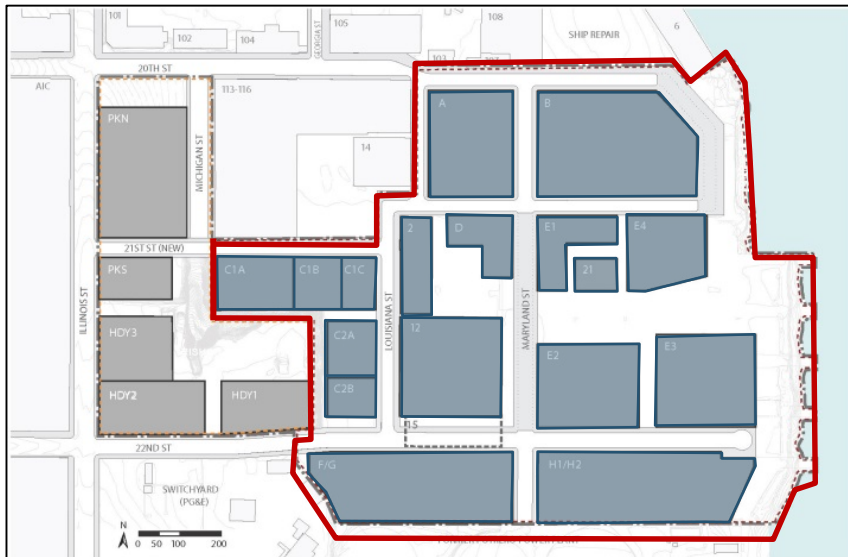 101
102
104
GEORGIA ST
105
108
103
SHIP REPAIR
6
20TH ST
AIC
113-116
14
A
B
PKN
MICHIGAN ST
2
D
E1
E4
21ST ST (NEW)
PKS
C1A
C1B
C1C
21
ILLINOIS ST
LOUISIANA ST
MARYLAND ST
HDY3
C2A
12
E2
E3
HDY2
HDY1
C2B
15
22ND ST
F/G
H1/H2
SWITCHYARD
(PG&E)
N
0 50 100 200